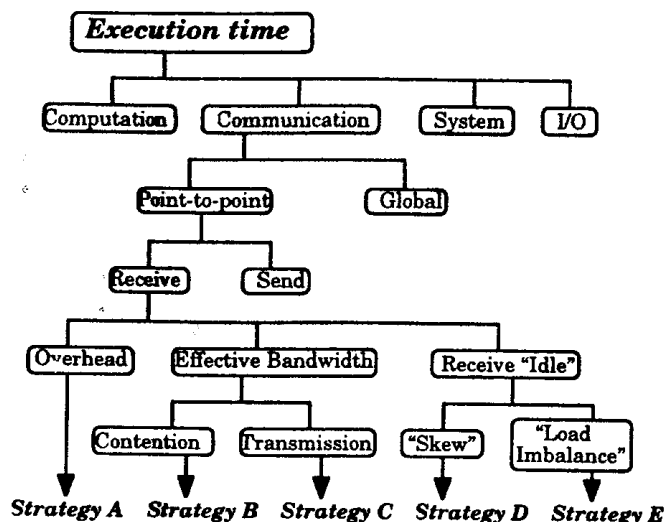 Execution time
Computation Communication System I/O
Point-to-point Global
Receive Send
Overhead Effective Bandwidth Receive "Idle"
Contention Transmission "Skew" "Load
Imbalance"
Strategy A Strategy B Strategy C Strategy D Strategy E